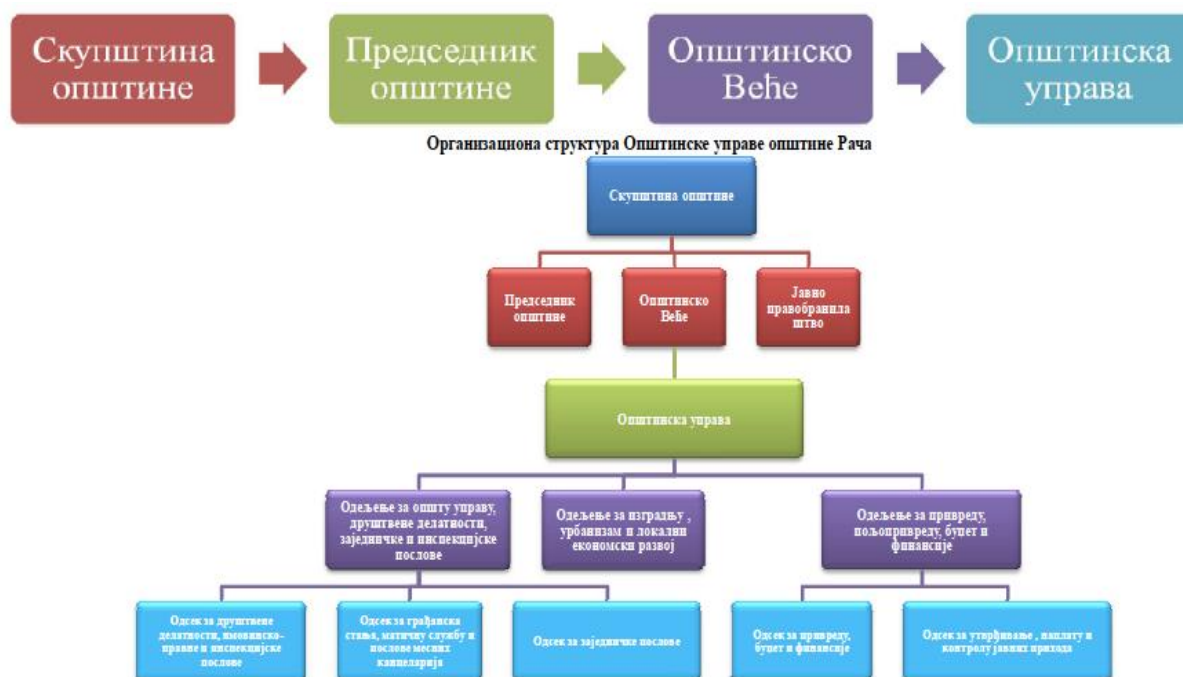 Скупштина
општине
Председник
општине
Општинско
Веће
Општинска
управа
Организациона структура Општинске управе општине Рача
Скупштина општине
Председник
општине
Општинско
Веће
Јавно
правобранила
штво
Општинска управа
Одељење за општу управу,
друштвене делатности,
заједничке и инспекцијске
послове
Одељење за изградњу ,
урбанизам и локални
економски развој
Одељење за привреду,
пољопривреду, буџет и
финансије
Одсек за друштвене
делатности, имовинско-
правне и инспекцијске
послове
Одсек за грађанска
стања, матичну службу и
послове месних
канцеларија
Одсек за заједничке послове
Одсек за привреду,
буџет и финансије
Одсек за утврђивање , наплату и
контролу јавних прихода